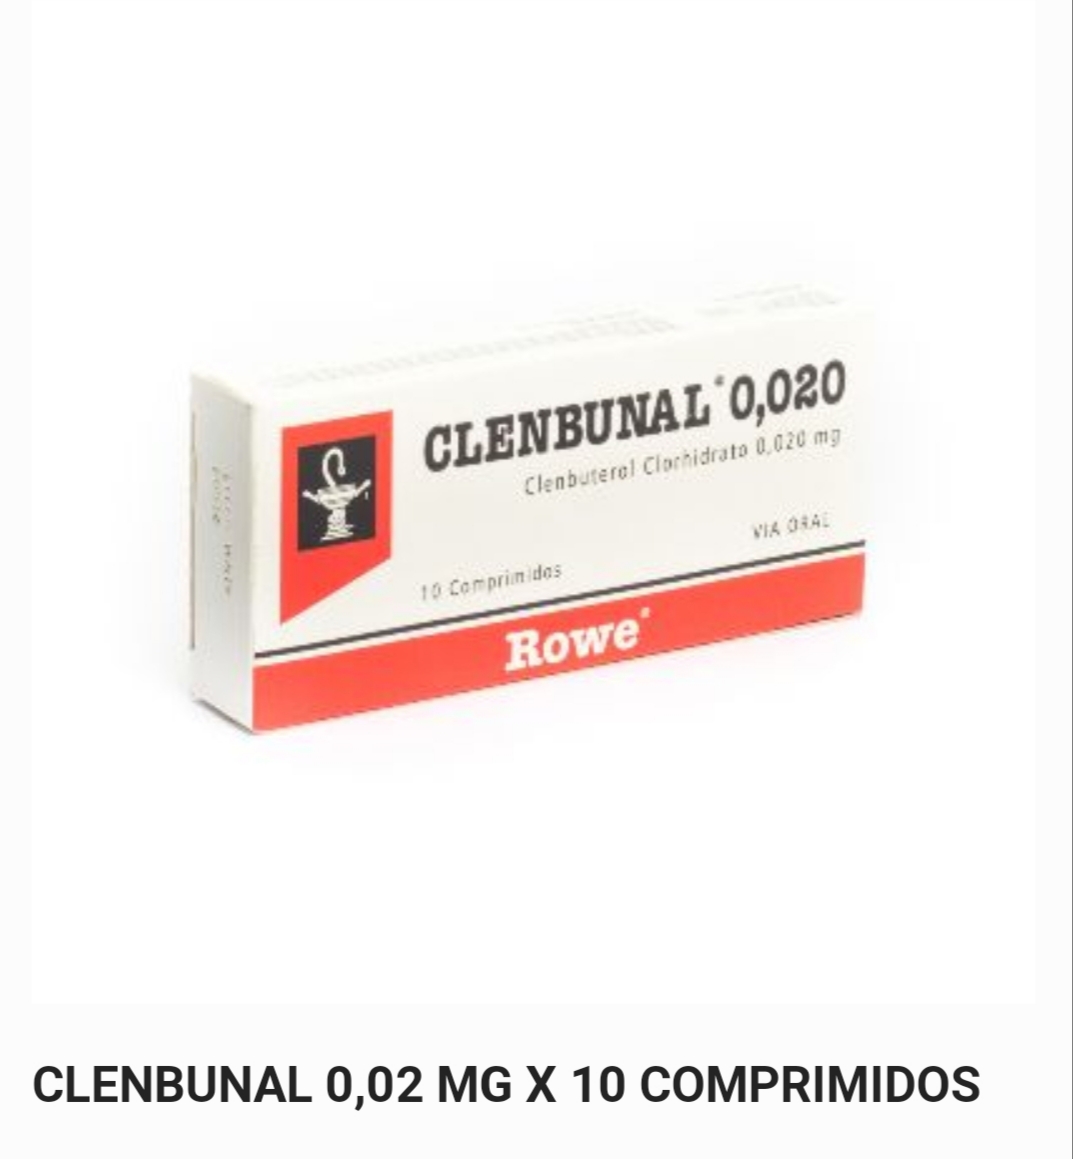 CLENBUNAL® 0,020
Clenbuterol Clorhidrato 0,020 mg
VIA ORAL
10 Comprimidos
Rowe®
CLENBUNAL 0,02 MG X 10 COMPRIMIDOS